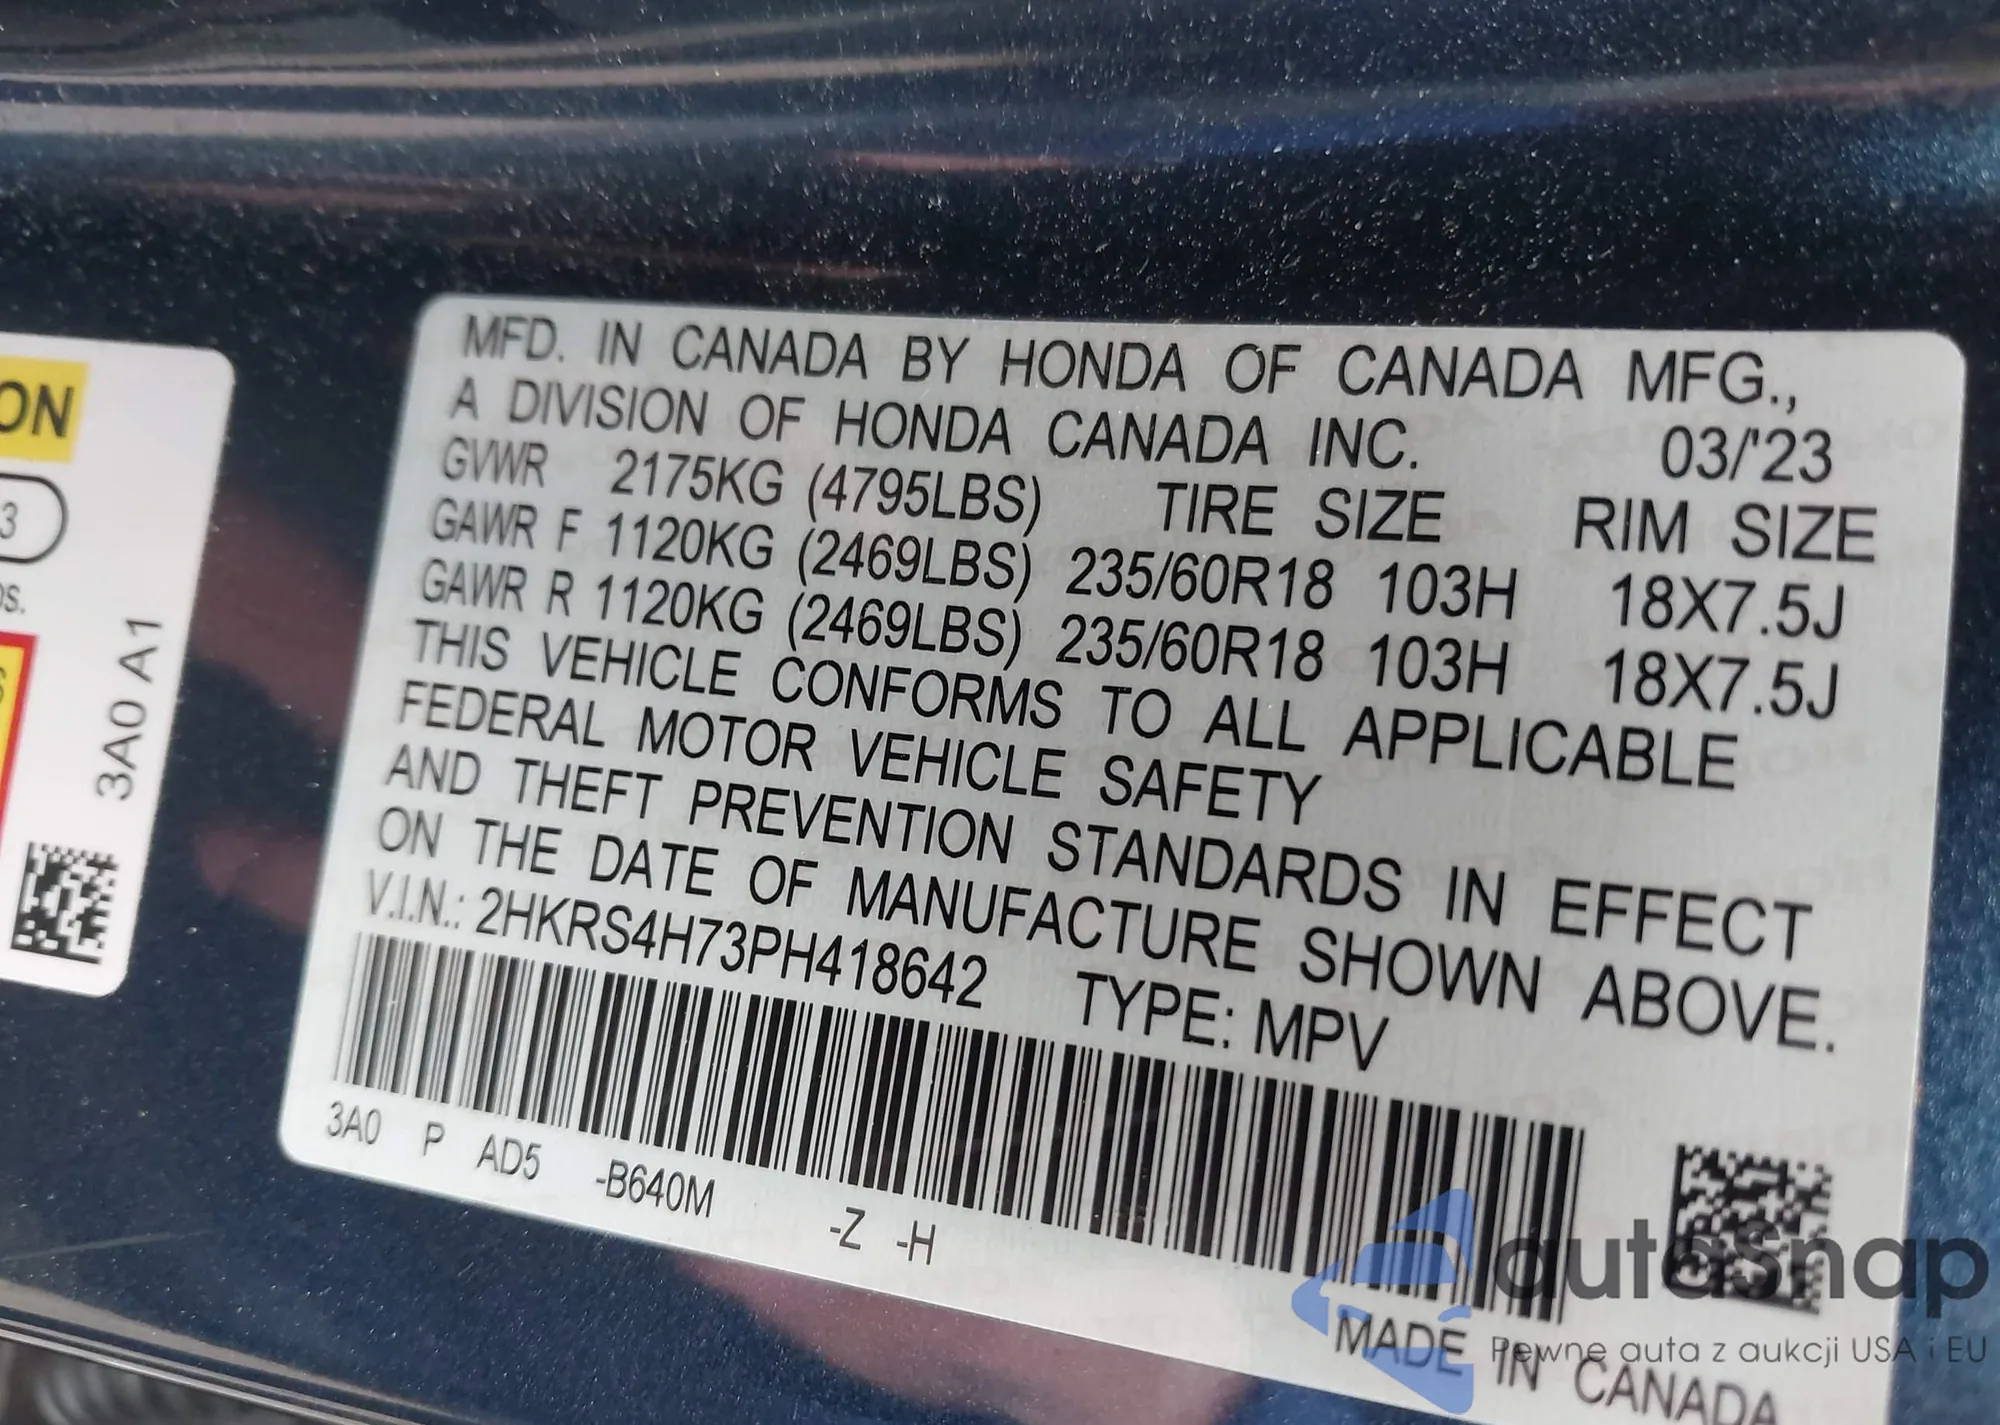 ON
3
OS.
S
3A0 A1
MFD. IN CANADA BY HONDA OF CANADA MFG.,
A DIVISION OF HONDA CANADA INC. 03/'23
GVWR 2175KG (4795LBS) TIRE SIZE RIM SIZE
GAWR F 1120KG (2469LBS) 235/60R18 103H 18X7.5J
GAWR R 1120KG (2469LBS) 235/60R18 103H 18X7.5J
THIS VEHICLE CONFORMS TO ALL APPLICABLE
FEDERAL MOTOR VEHICLE SAFETY
AND THEFT PREVENTION STANDARDS IN EFFECT
ON THE DATE OF MANUFACTURE SHOWN ABOVE.
V.I.N.: 2HKRS4H73PH418642 TYPE: MPV
3A0 P AD5 -B640M -Z -H
MADE IN CANADA
autasnap
Pewne auta z aukcji USA i EU